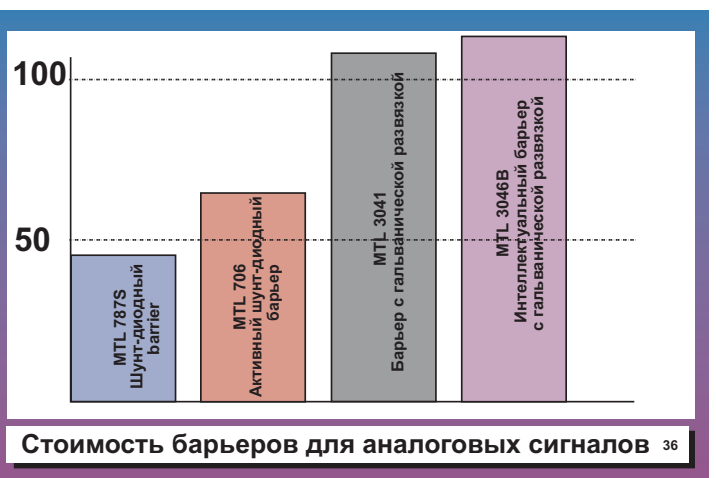 100
50
MTL 787S
Шунт-диодный
barrier
MTL 706
Активный шунт-диодный
барьер
MTL 3041
Барьер с гальванической развязкой
MTL 3046B
Интеллектуальный барьер
с гальванической развязкой
Стоимость барьеров для аналоговых сигналов 36